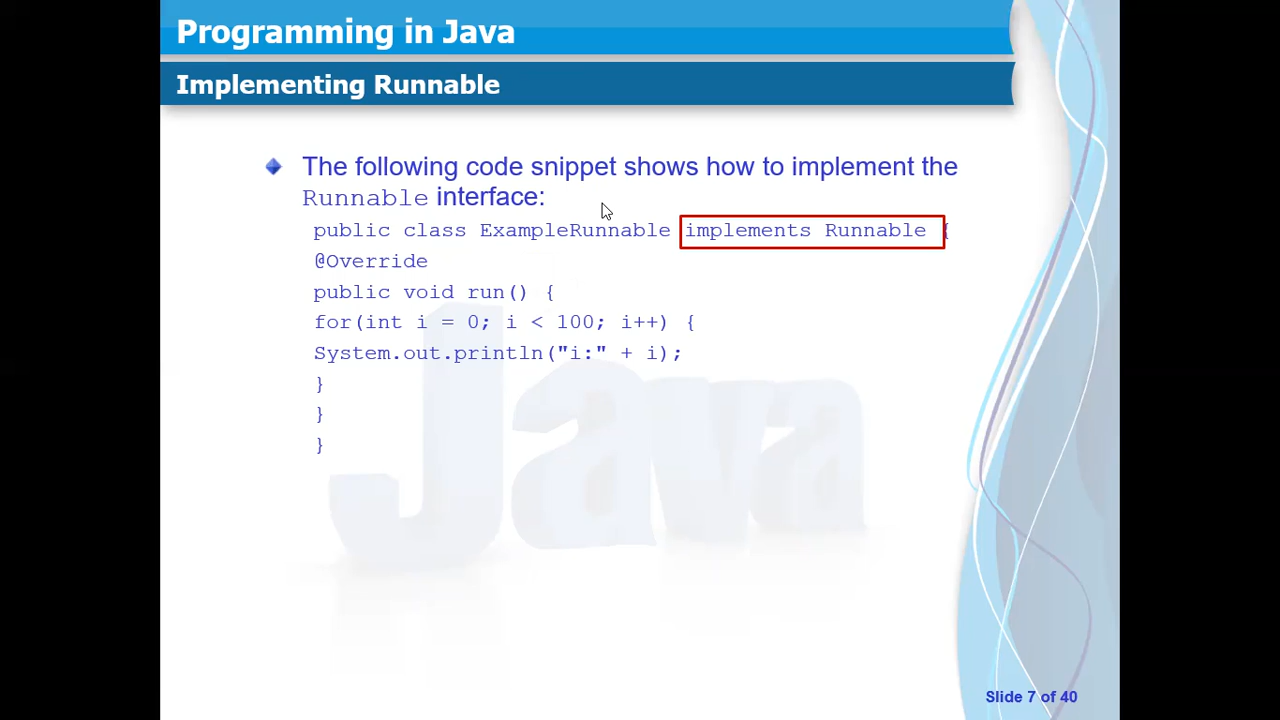 Programming in Java
Implementing Runnable
The following code snippet shows how to implement the
Runnable interface:
public class ExampleRunnable implements Runnable {
@Override
public void run() {
for(int i = 0; i < 100; i++) {
System.out.println("i:" + i);
}
}
}
Java
Slide 7 of 40